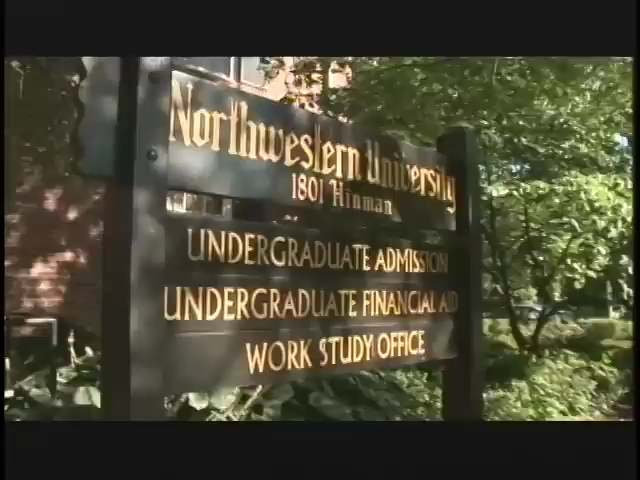 Northwestern University
1801 Hinman
UNDERGRADUATE ADMISSION
UNDERGRADUATE FINANCIAL AID
WORK STUDY OFFICE